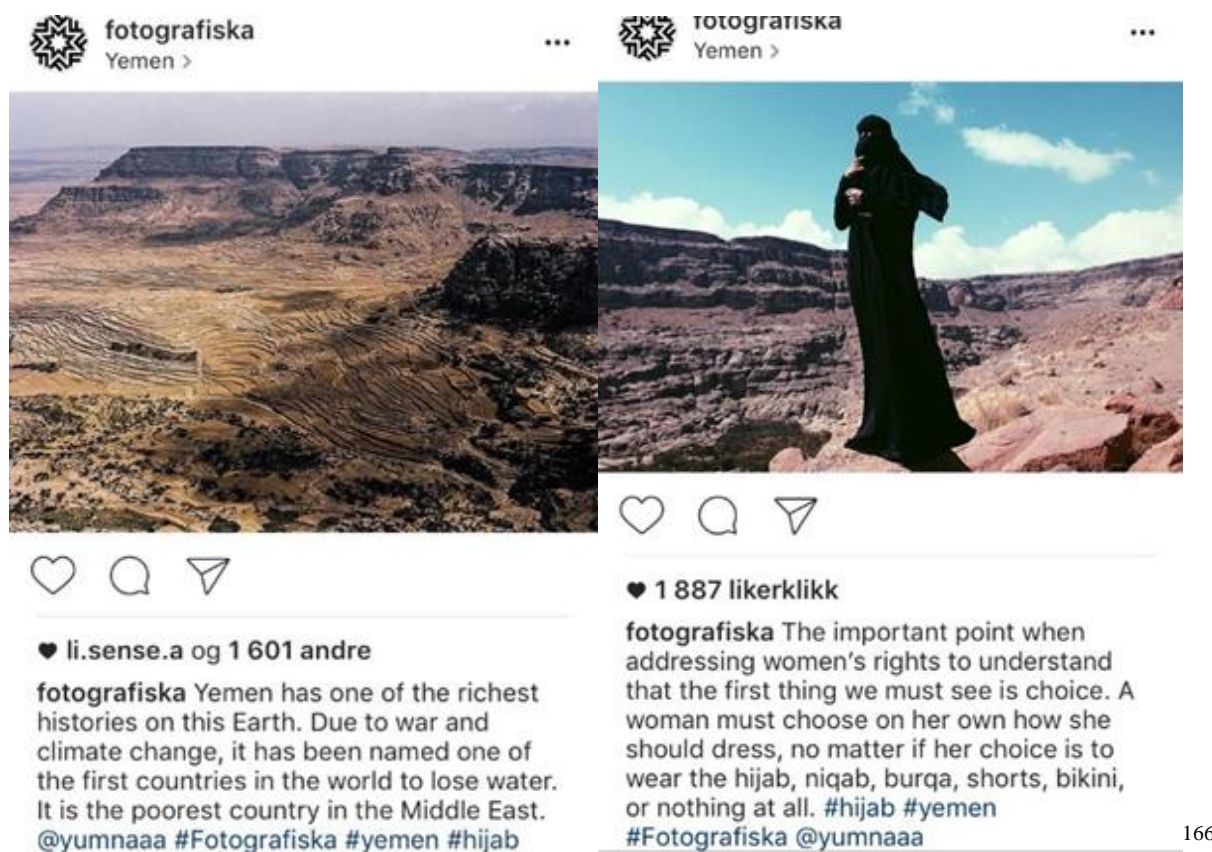 fotografiska
Yemen >
li.sense.a og 1 601 andre
fotografiska Yemen has one of the richest
histories on this Earth. Due to war and
climate change, it has been named one of
the first countries in the world to lose water.
It is the poorest country in the Middle East.
@yumnaaa #Fotografiska #yemen #hijab
fotografiska
Yemen >
1 887 likerklikk
fotografiska The important point when
addressing women's rights to understand
that the first thing we must see is choice. A
woman must choose on her own how she
should dress, no matter if her choice is to
wear the hijab, niqab, burqa, shorts, bikini,
or nothing at all. #hijab #yemen
#Fotografiska @yumnaaa
166